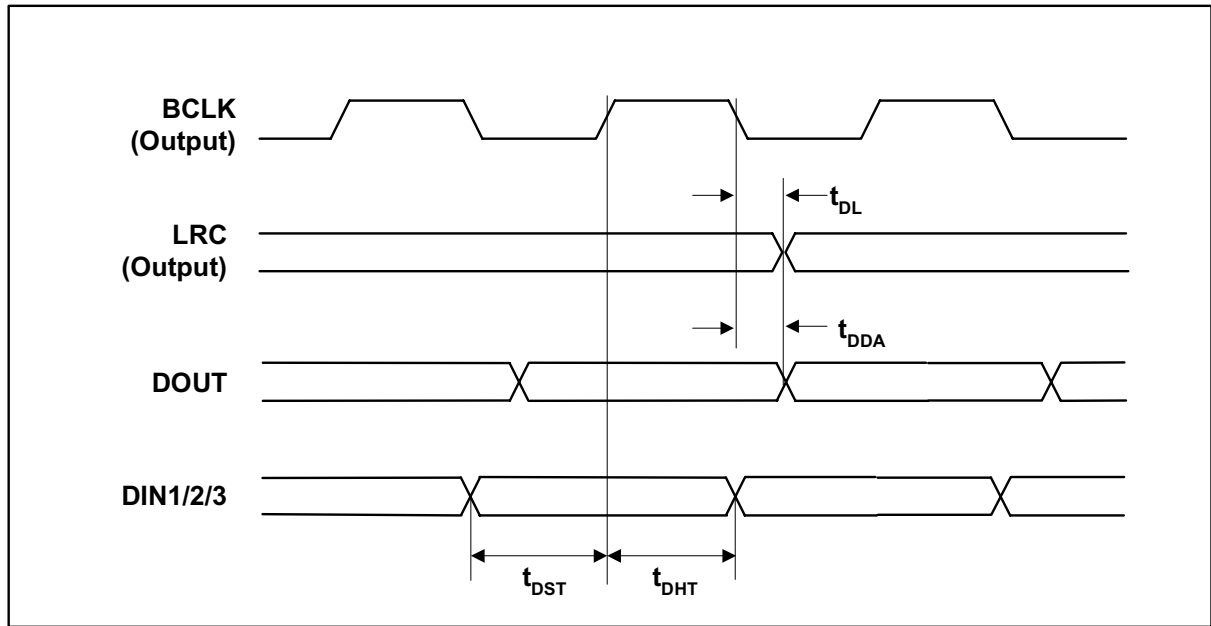 BCLK
(Output)
t_DL
LRC
(Output)
t_DDA
DOUT
DIN1/2/3
t_DST
t_DHT